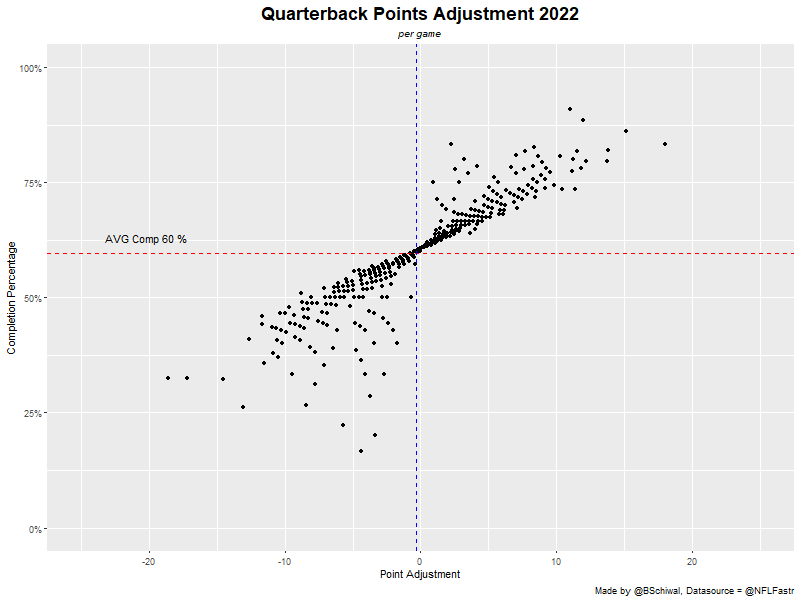 Quarterback Points Adjustment 2022
per game
100%
75%
AVG Comp 60 %
50%
25%
0%
Completion Percentage
-20
-10
0
10
20
Point Adjustment
Made by @BSchiwal, Datasource = @NFLFastr